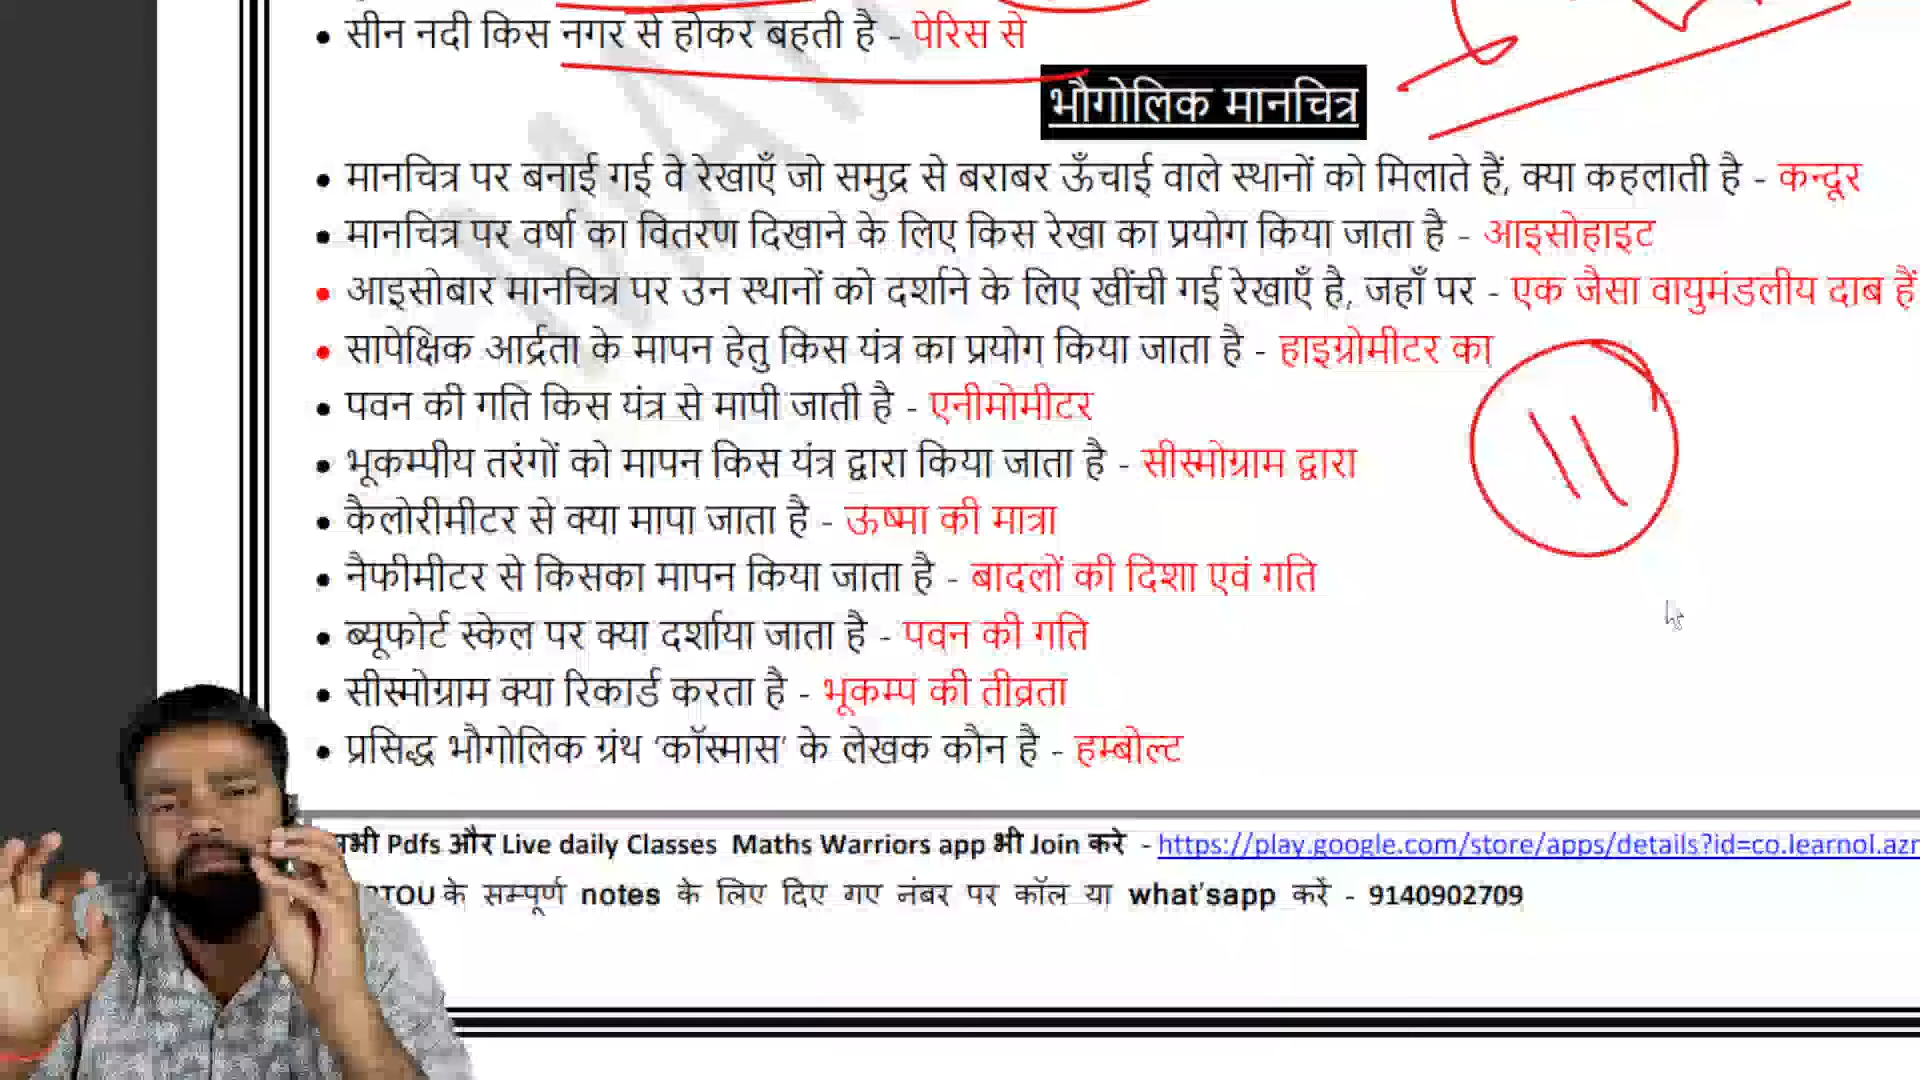 सीन नदी किस नगर से होकर बहती है - पेरिस से
भौगोलिक मानचित्र
मानचित्र पर बनाई गई वे रेखाएँ जो समुद्र से बराबर ऊँचाई वाले स्थानों को मिलाते हैं, क्या कहलाती है - कन्दूर
मानचित्र पर वर्षा का वितरण दिखाने के लिए किस रेखा का प्रयोग किया जाता है - आइसोहाइट
आइसोबार मानचित्र पर उन स्थानों को दर्शाने के लिए खींची गई रेखाएँ है, जहाँ पर - एक जैसा वायुमंडलीय दाब हैं
सापेक्षिक आर्द्रता के मापन हेतु किस यंत्र का प्रयोग किया जाता है - हाइग्रोमीटर का
पवन की गति किस यंत्र से मापी जाती है - एनीमोमीटर
भूकम्पीय तरंगों को मापन किस यंत्र द्वारा किया जाता है - सीस्मोग्राम द्वारा
कैलोरीमीटर से क्या मापा जाता है - ऊष्मा की मात्रा
नैफीमीटर से किसका मापन किया जाता है - बादलों की दिशा एवं गति
ब्यूफोर्ट स्केल पर क्या दर्शाया जाता है - पवन की गति
सीस्मोग्राम क्या रिकार्ड करता है - भूकम्प की तीव्रता
प्रसिद्ध भौगोलिक ग्रंथ ‘कॉस्मास’ के लेखक कौन है - हम्बोल्ट
11
Pdfs और Live daily Classes Maths Warriors app भी Join करे - https://play.google.com/store/apps/details?id=co.learnol.azr
के सम्पूर्ण notes के लिए दिए गए नंबर पर कॉल या what'sapp करें - 9140902709